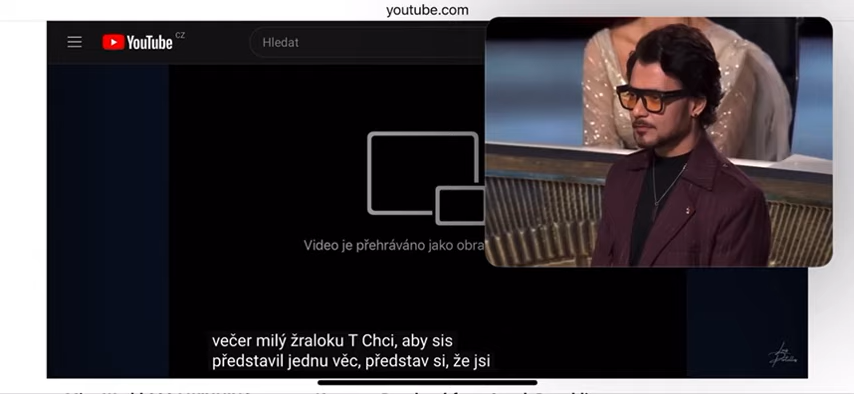 youtube.com
YouTube CZ
Hledat
Video je přehráváno jako obra
večer milý žraloku T Chci, aby sis
představil jednu věc, představ si, že jsi